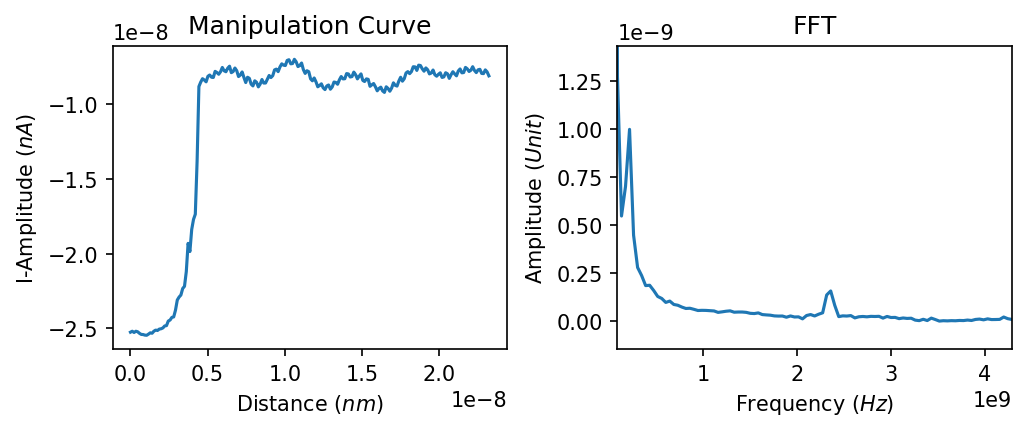 Manipulation Curve
1e−8
I-Amplitude (nA)
−1.0
−1.5
−2.0
−2.5
0.0 0.5 1.0 1.5 2.0
1e−8
Distance (nm)
FFT
1e−9
Amplitude (Unit)
1.25
1.00
0.75
0.50
0.25
0.00
1 2 3 4
1e9
Frequency (Hz)